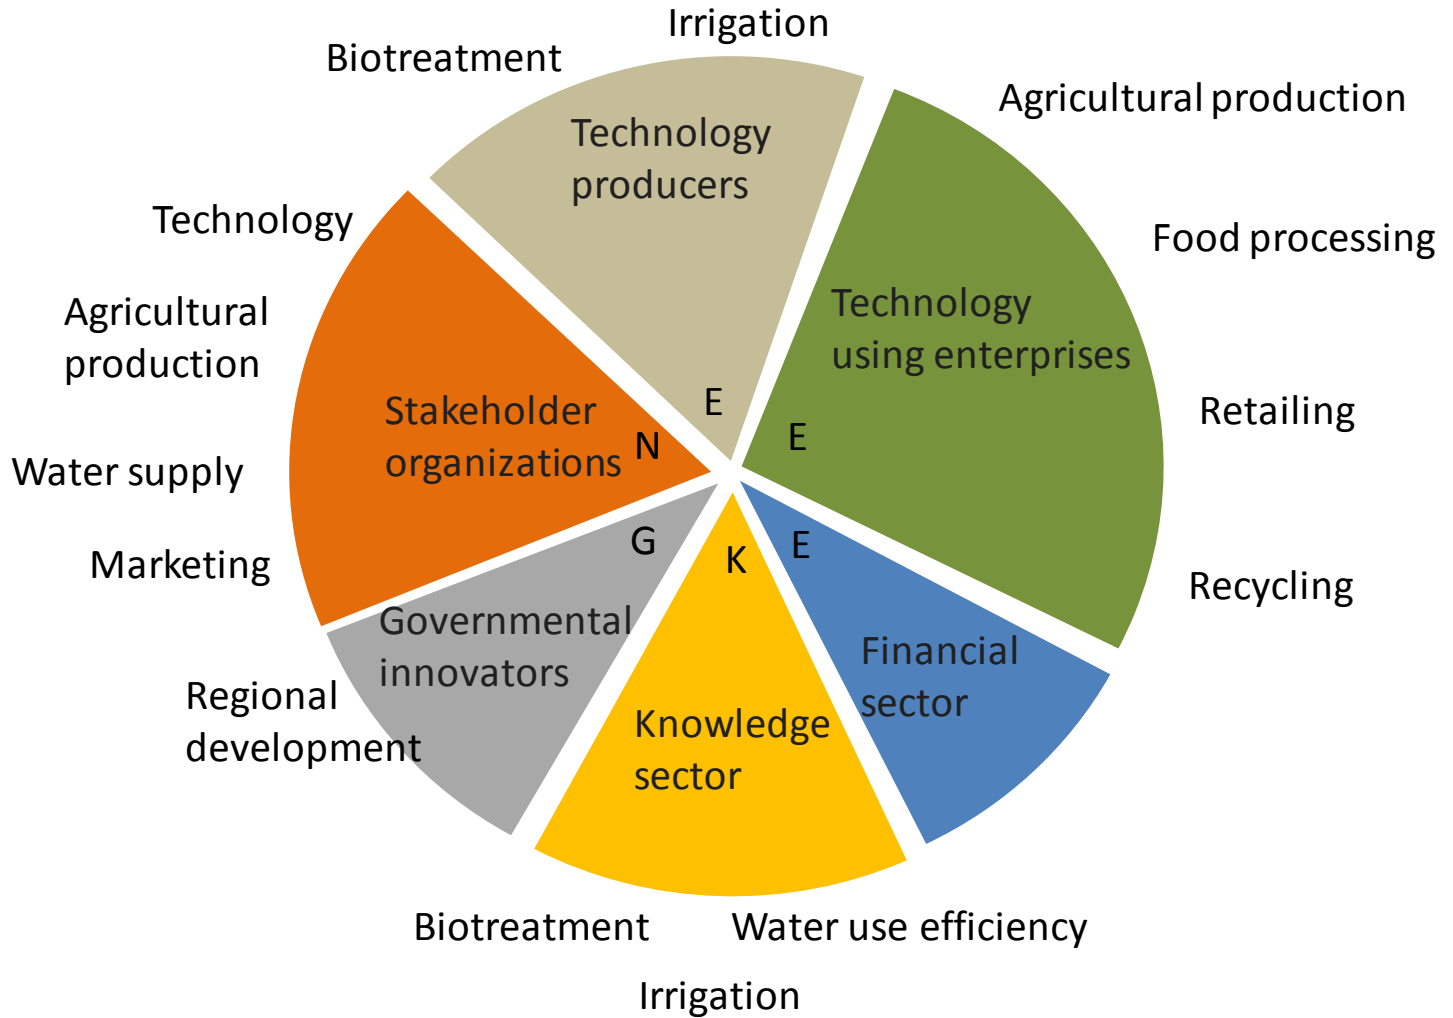 Irrigation
Biotreatment
Agricultural production
Technology
producers
Technology
Food processing
Agricultural
production
Technology
using enterprises
E
Retailing
Stakeholder
organizations
N
E
Water supply
G
K
E
Marketing
Recycling
Governmental
innovators
Financial
sector
Regional
development
Knowledge
sector
Biotreatment
Water use efficiency
Irrigation